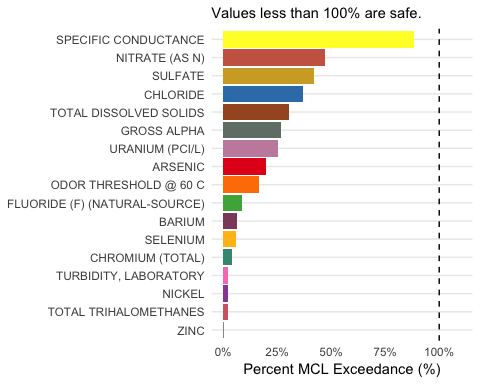 Values less than 100% are safe.
SPECIFIC CONDUCTANCE
NITRATE (AS N)
SULFATE
CHLORIDE
TOTAL DISSOLVED SOLIDS
GROSS ALPHA
URANIUM (PCI/L)
ARSENIC
ODOR THRESHOLD @ 60 C
FLUORIDE (F) (NATURAL-SOURCE)
BARIUM
SELENIUM
CHROMIUM (TOTAL)
TURBIDITY, LABORATORY
NICKEL
TOTAL TRIHALOMETHANES
ZINC
0% 25% 50% 75% 100%
Percent MCL Exceedance (%)